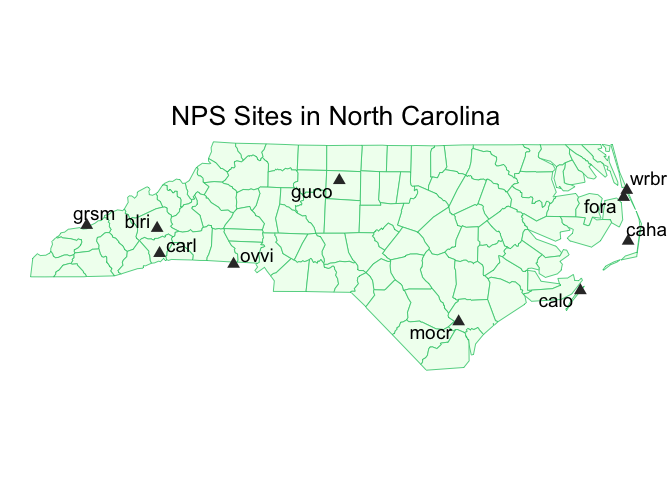 NPS Sites in North Carolina
wrbr
guco
fora
grsm
blri
caha
carl
ovvi
calo
mocr